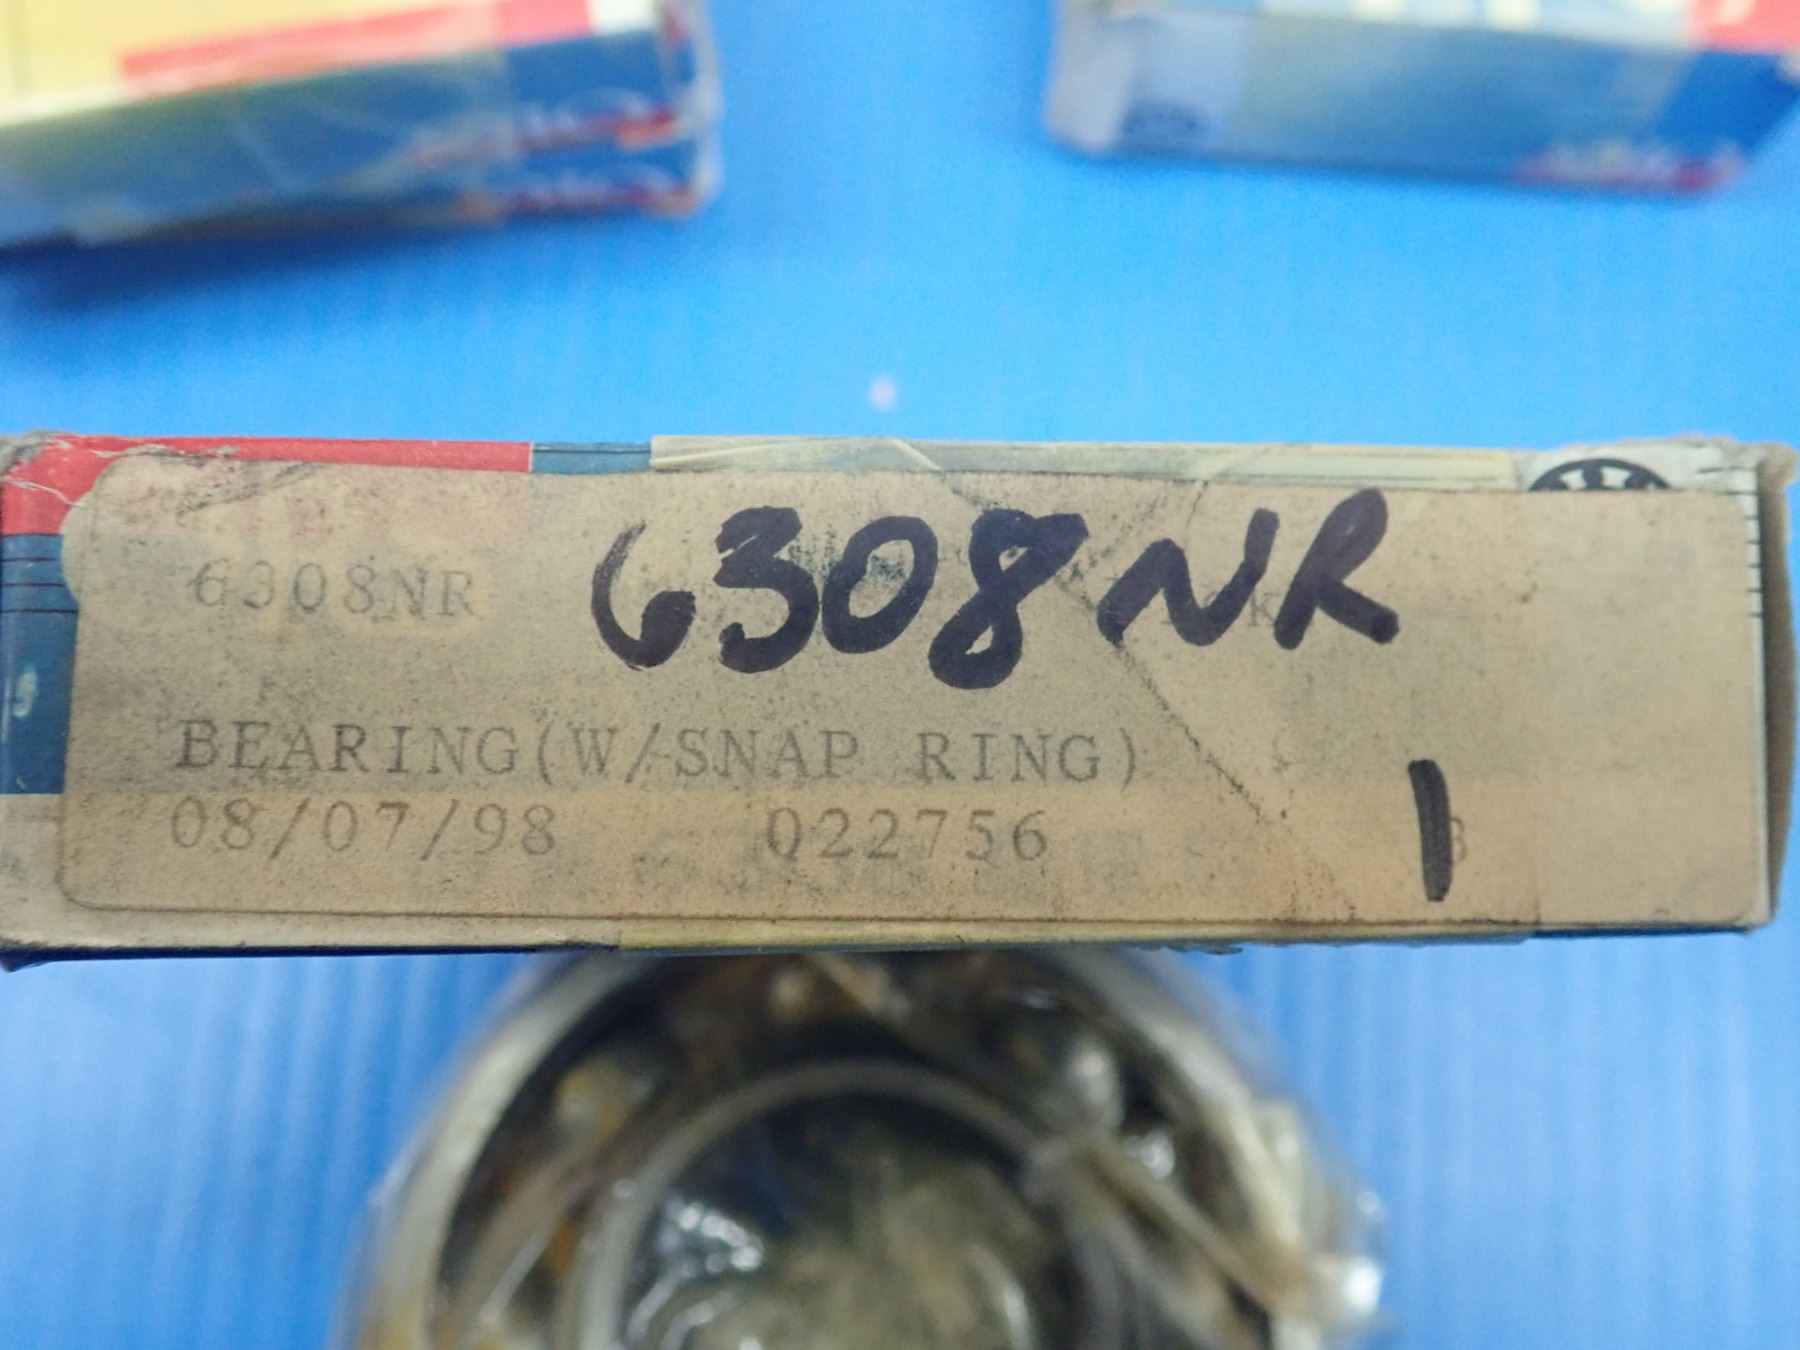 6308NR 6308NR
BEARING(W/SNAP RING)
08/07/98 022756 1